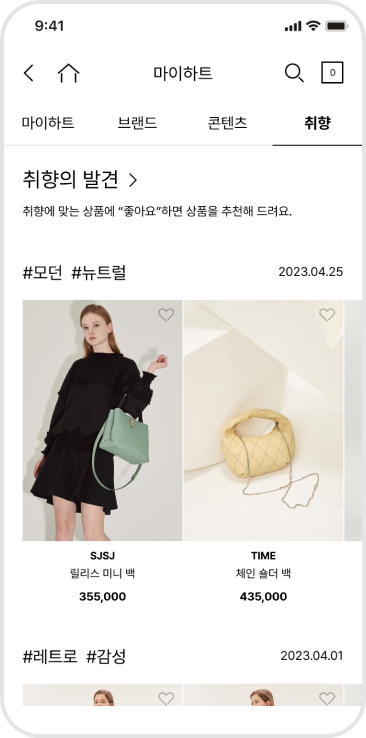 9:41
마이하트
0
마이하트 브랜드 콘텐츠 취향
취향의 발견
취향에 맞는 상품에 “좋아요”하면 상품을 추천해 드려요.
#모던 #뉴트럴 2023.04.25
SJSJ
릴리스 미니 백
355,000
TIME
체인 숄더 백
435,000
#레트로 #감성 2023.04.01